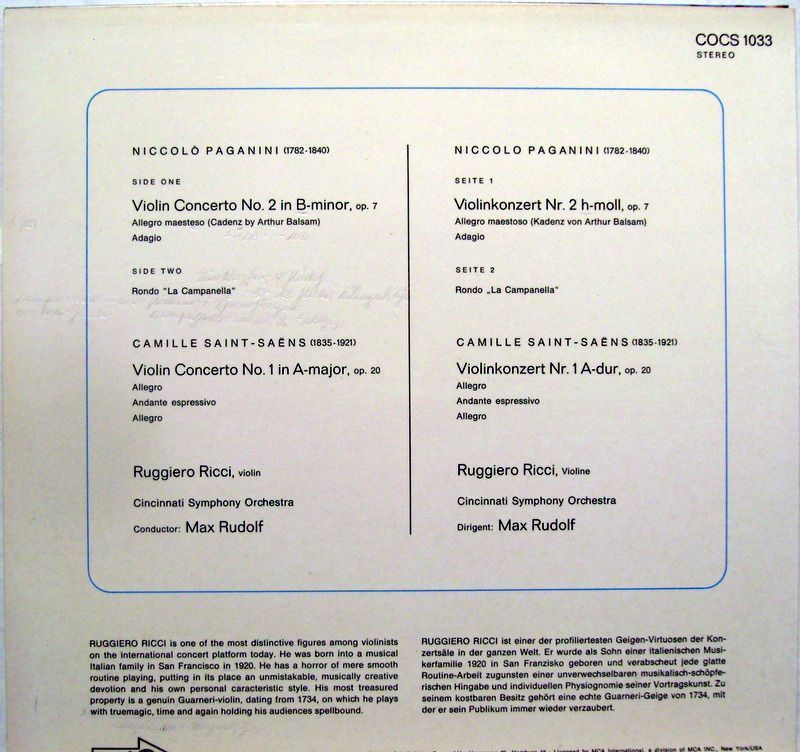 COCS 1033
STEREO
NICCOLÒ PAGANINI (1782-1840)
SIDE ONE
Violin Concerto No. 2 in B-minor, op. 7
Allegro maesteso (Cadenz by Arthur Balsam)
Adagio
SIDE TWO
Rondo “La Campanella”
CAMILLE SAINT-SAËNS (1835-1921)
Violin Concerto No. 1 in A-major, op. 20
Allegro
Andante espressivo
Allegro
Ruggiero Ricci, violin
Cincinnati Symphony Orchestra
Conductor: Max Rudolf
NICCOLO PAGANINI (1782-1840)
SEITE 1
Violinkonzert Nr. 2 h-moll, op. 7
Allegro maestoso (Kadenz von Arthur Balsam)
Adagio
SEITE 2
Rondo „La Campanella“
CAMILLE SAINT-SAËNS (1835-1921)
Violinkonzert Nr. 1 A-dur, op. 20
Allegro
Andante espressivo
Allegro
Ruggiero Ricci, Violine
Cincinnati Symphony Orchestra
Dirigent: Max Rudolf
RUGGIERO RICCI is one of the most distinctive figures among violinists
on the international concert platform today. He was born into a musical
Italian family in San Francisco in 1920. He has a horror of mere smooth
routine playing, putting in its place an unmistakable, musically creative
devotion and his own personal caracteristic style. His most treasured
property is a genuin Guarneri-violin, dating from 1734, on which he plays
with truemagic, time and again holding his audiences spellbound.
RUGGIERO RICCI ist einer der profiliertesten Geigen-Virtuosen der Kon-
zertsäle in der ganzen Welt. Er wurde als Sohn einer italienischen Musi-
kerfamilie 1920 in San Franzisko geboren und verabscheut jede glatte
Routine-Arbeit zugunsten einer unverwechselbaren musikalisch-schöpfe-
rischen Hingabe und individuellen Physiognomie seiner Vortragskunst. Zu
seinem kostbaren Besitz gehört eine echte Guarneri-Geige von 1734, mit
der er sein Publikum immer wieder verzaubert.
Licensed by MCA International, a division of MCA INC., New York/USA